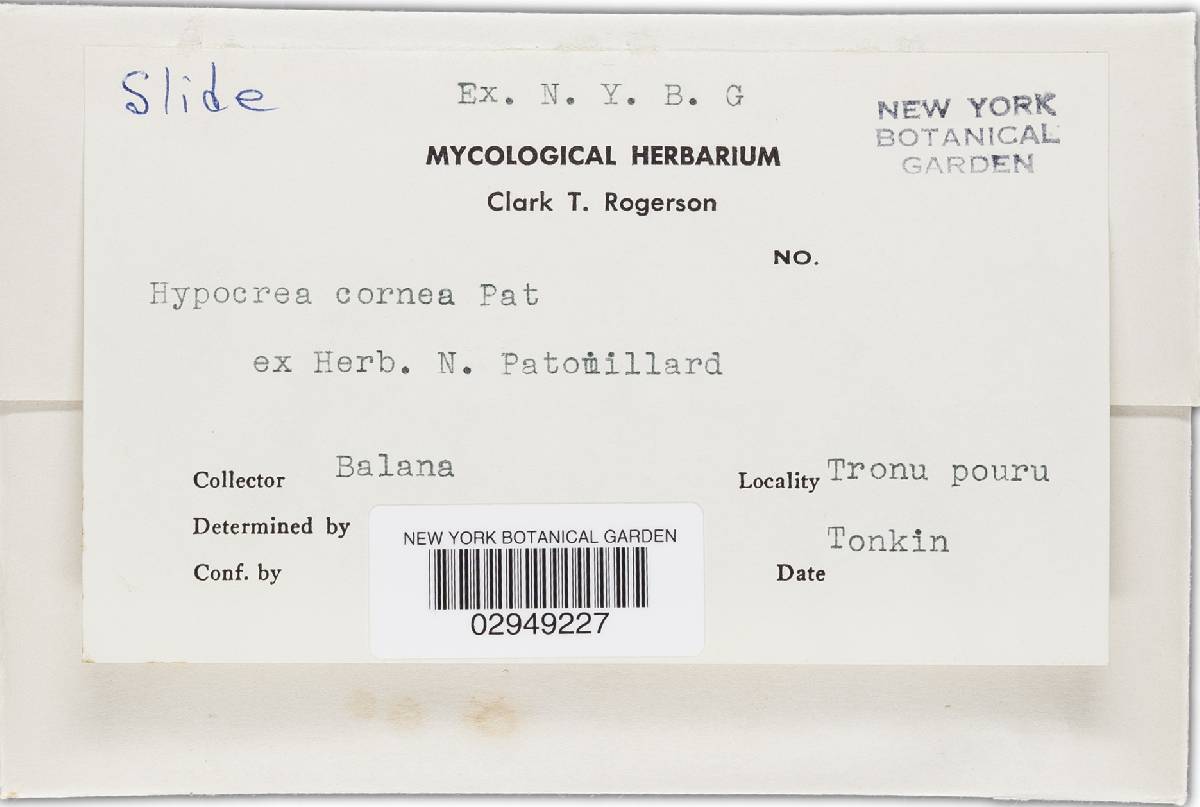 Slide
Ex. N. Y. B. G
NEW YORK
BOTANICAL
GARDEN
MYCOLOGICAL HERBARIUM
Clark T. Rogerson
NO.
Hypocrea cornea Pat
ex Herb. N.
Collector Balana
Locality Tronu pouru
Tonkin
Determined by
Conf. by
Date
NEW YORK BOTANICAL GARDEN
02949227